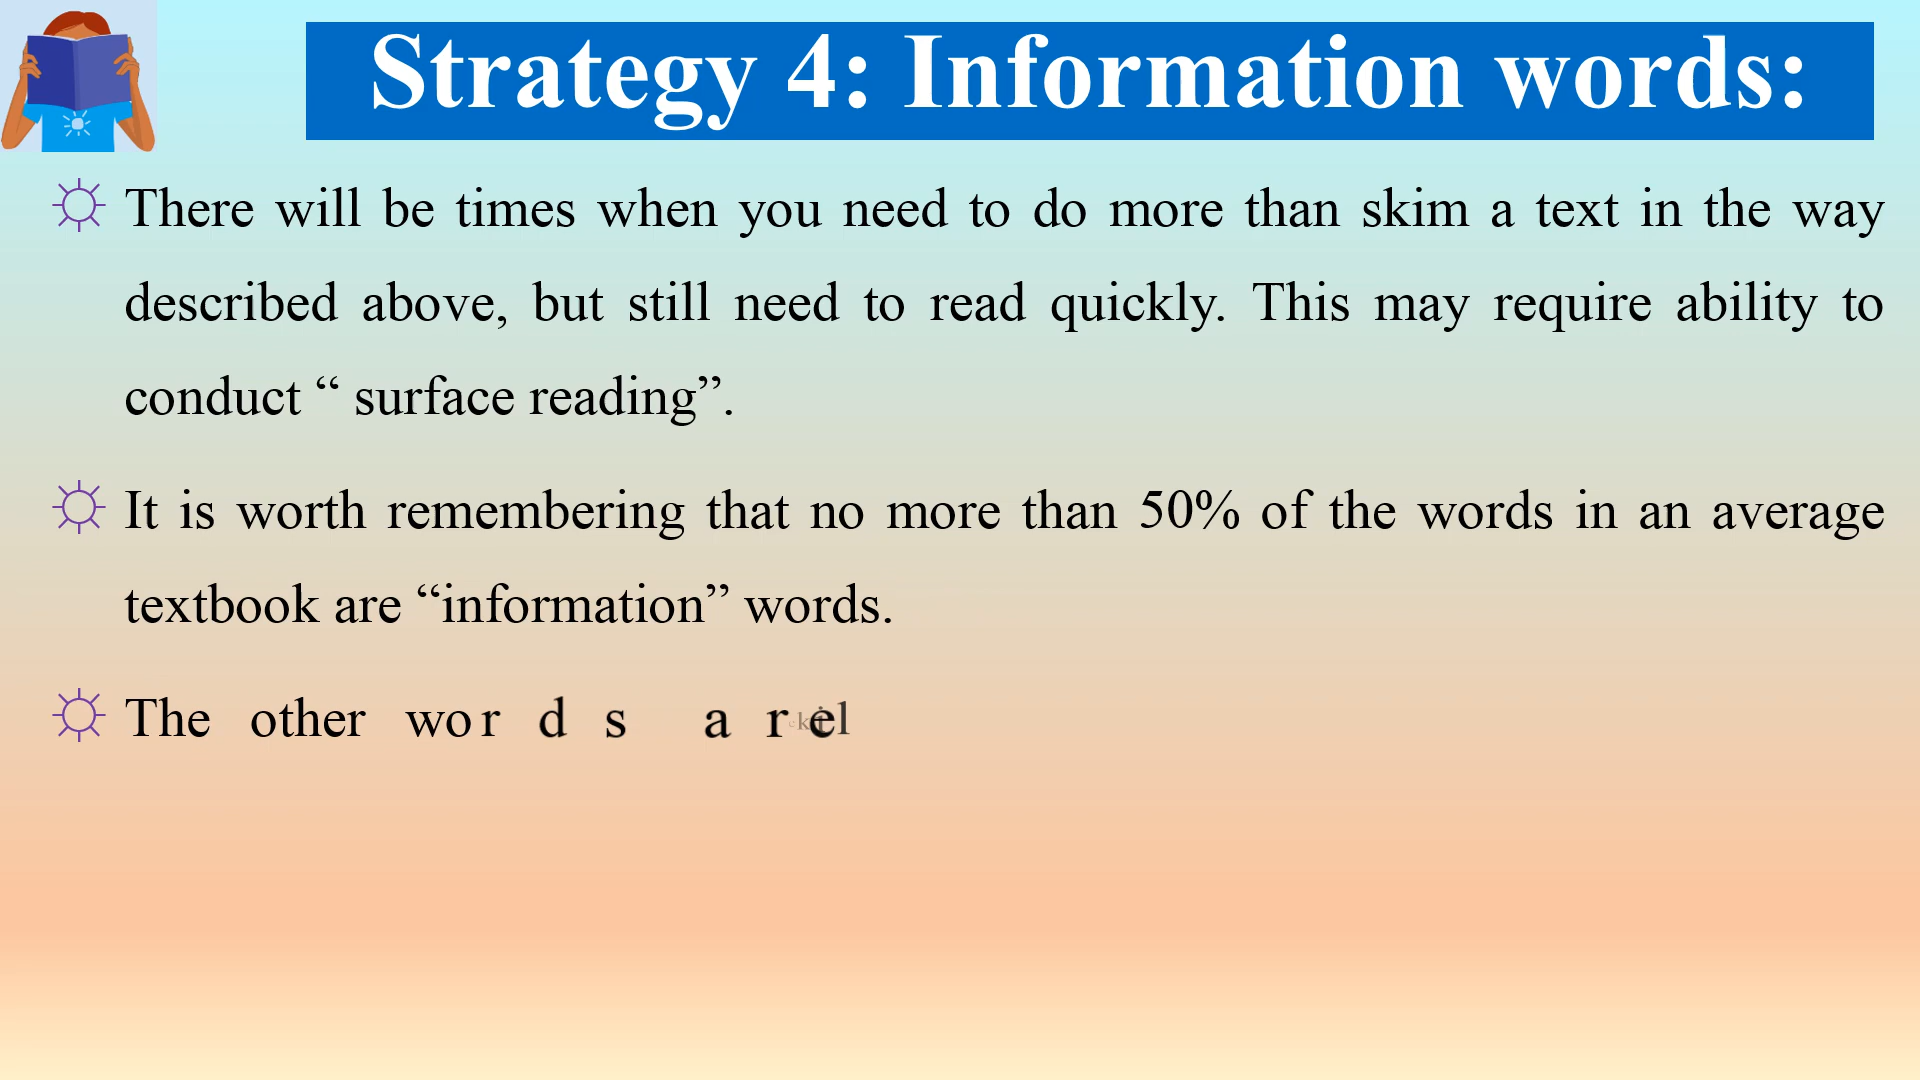 Strategy 4: Information words:
There will be times when you need to do more than skim a text in the way
described above, but still need to read quickly. This may require ability to
conduct “ surface reading”.
It is worth remembering that no more than 50% of the words in an average
textbook are “information” words.
The other words are